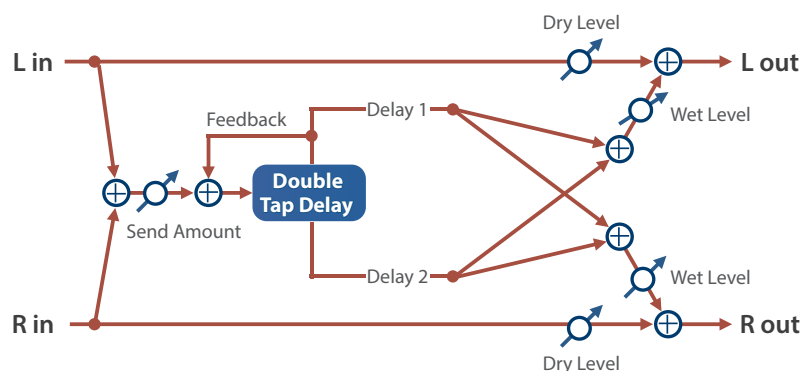 Dry Level
L in
L out
Feedback
Delay 1
Wet Level
Double
Tap Delay
Send Amount
Delay 2
Wet Level
R in
R out
Dry Level